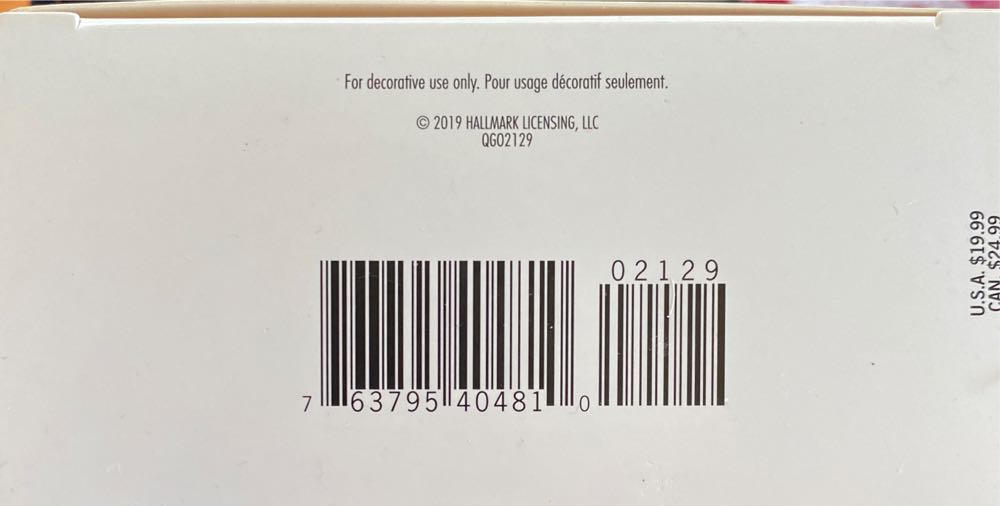 For decorative use only. Pour usage décoratif seulement.
© 2019 HALLMARK LICENSING, LLC
QGO2129
02129
7 63795 40481 0
U.S.A. $19.99
CAN. $24.99